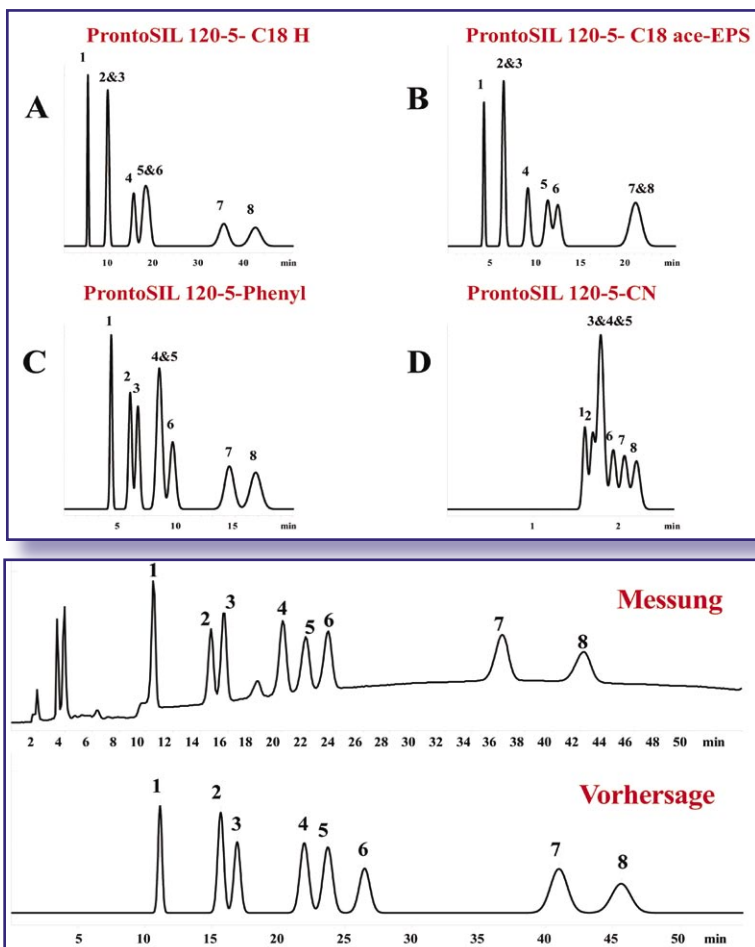 ProntoSIL 120-5- C18 H
ProntoSIL 120-5- C18 ace-EPS
A
1
2&3
4
5&6
7
8
10 20 30 40 min
B
1
2&3
4
5
6
7&8
5 10 15 20 min
ProntoSIL 120-5-Phenyl
ProntoSIL 120-5-CN
C
1
2
3
4&5
6
7
8
5 10 15 min
D
3&4&5
1 2
6
7
8
1 2 min
Messung
1
2
3
4
5
6
7
8
2 4 6 8 10 12 14 16 18 20 22 24 26 28 30 32 34 36 38 40 42 44 46 48 50 min
Vorhersage
1
2
3
4
5
6
7
8
5 10 15 20 25 30 35 40 45 50 min